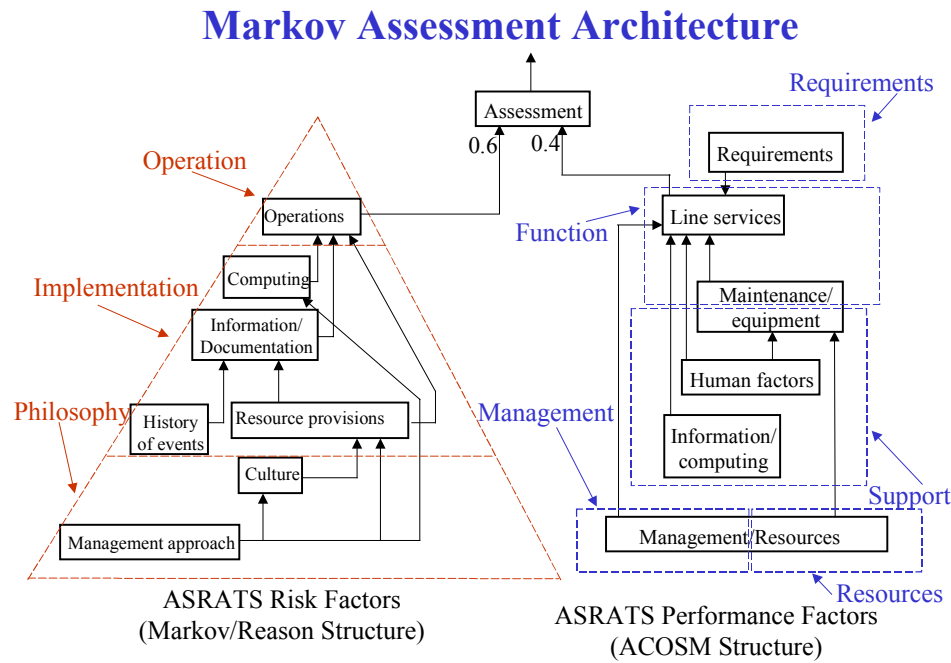 Markov Assessment Architecture
Assessment
0.6
0.4
Operation
Operations
Implementation
Computing
Information/
Documentation
Philosophy
History
of events
Resource provisions
Culture
Management approach
ASRATS Risk Factors
(Markov/Reason Structure)
Requirements
Requirements
Function
Line services
Maintenance/
equipment
Human factors
Management
Information/
computing
Support
Management/Resources
Resources
ASRATS Performance Factors
(ACOSM Structure)